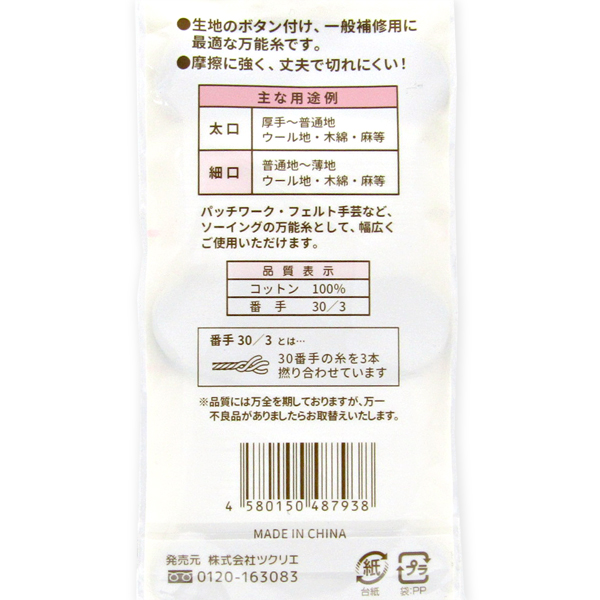 ●生地のボタン付け、一般補修用に
最適な万能糸です。
●摩擦に強く、丈夫で切れにくい！
主な用途例
太口 厚手～普通地
ウール地・木綿・麻等
細口 普通地～薄地
ウール地・木綿・麻等
パッチワーク・フェルト手芸など、
ソーイングの万能糸として、幅広く
ご使用いただけます。
品質表示
コットン 100%
番手 30/3
番手30/3とは…
30番手の糸を3本
撚り合わせています
※品質には万全を期しておりますが、万一
不良品がありましたらお取替えいたします。
4 580150 487938
MADE IN CHINA
発売元 株式会社ツクリエ
0120-163083
紙
台紙
プラ
袋:PP